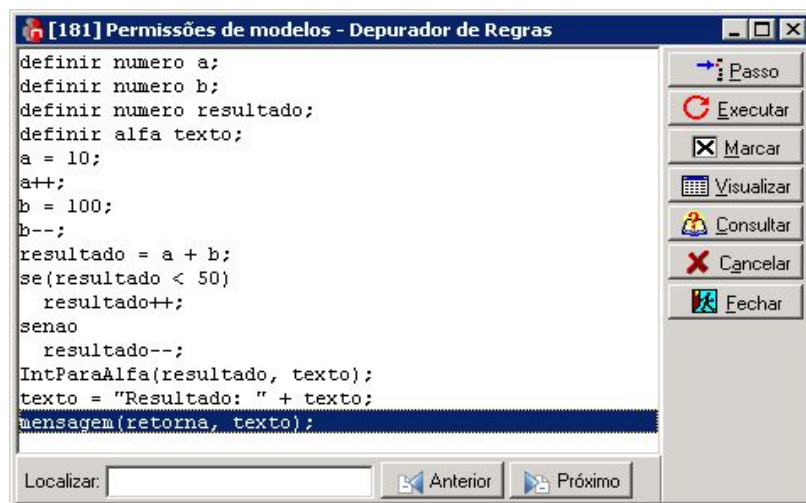 [181] Permissões de modelos - Depurador de Regras
definir numero a;
definir numero b;
definir numero resultado;
definir alfa texto;
a = 10;
a++;
b = 100;
b--;
resultado = a + b;
se(resultado < 50)
  resultado++;
senao
  resultado--;
IntParaAlfa(resultado, texto);
texto = "Resultado: " + texto;
mensagem(retorna, texto);
Passo
Executar
Marcar
Visualizar
Consultar
Cancelar
Fechar
Localizar: Anterior Próximo